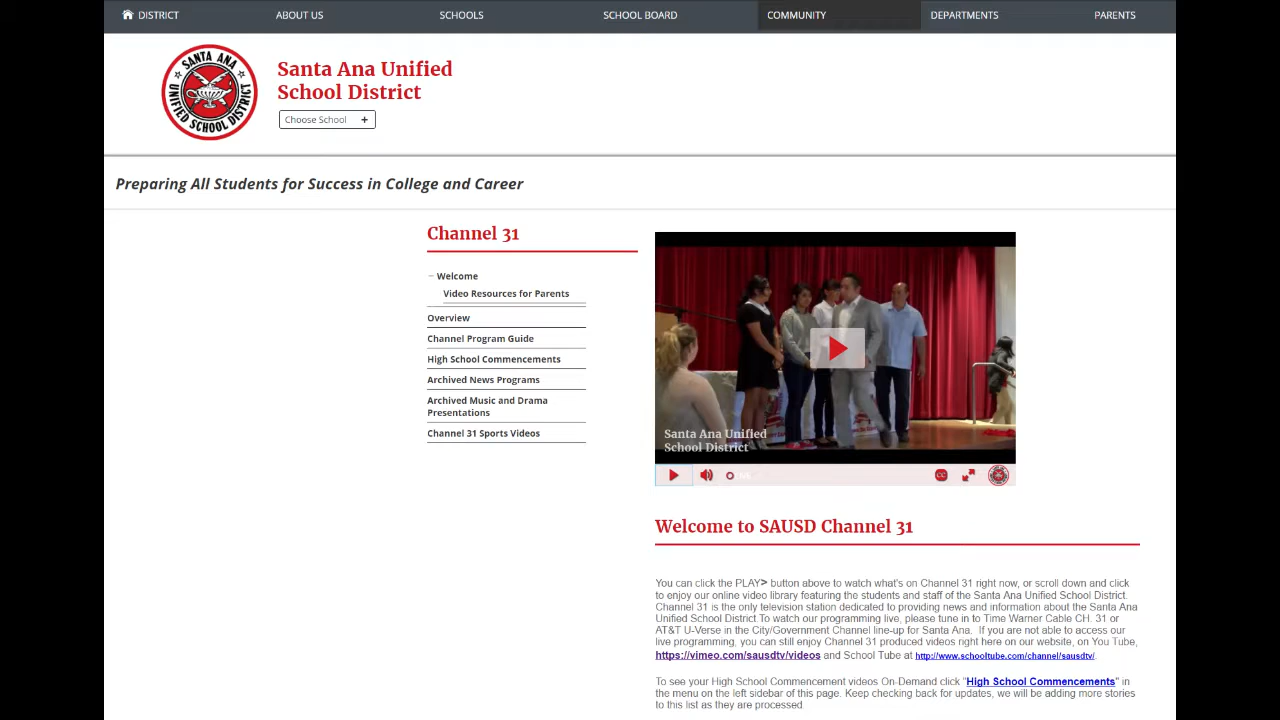 DISTRICT
ABOUT US
SCHOOLS
SCHOOL BOARD
COMMUNITY
DEPARTMENTS
PARENTS
SANTA ANA
UNIFIED SCHOOL DISTRICT
Santa Ana Unified
School District
Choose School +
Preparing All Students for Success in College and Career
Channel 31
Welcome
Video Resources for Parents
Overview
Channel Program Guide
High School Commencements
Archived News Programs
Archived Music and Drama
Presentations
Channel 31 Sports Videos
Santa Ana Unified
School District
CC
Welcome to SAUSD Channel 31
You can click the PLAY> button above to watch what's on Channel 31 right now, or scroll down and click
to enjoy our online video library featuring the students and staff of the Santa Ana Unified School District.
Channel 31 is the only television station dedicated to providing news and information about the Santa Ana
Unified School District.To watch our programming live, please tune in to Time Warner Cable CH. 31 or
AT&T U-Verse in the City/Government Channel line-up for Santa Ana. If you are not able to access our
live programming, you can still enjoy Channel 31 produced videos right here on our website, on You Tube,
https://vimeo.com/sausdtv/videos and School Tube at http://www.schooltube.com/channel/sausdtv/.
To see your High School Commencement videos On-Demand click "High School Commencements" in
the menu on the left sidebar of this page. Keep checking back for updates, we will be adding more stories
to this list as they are processed.